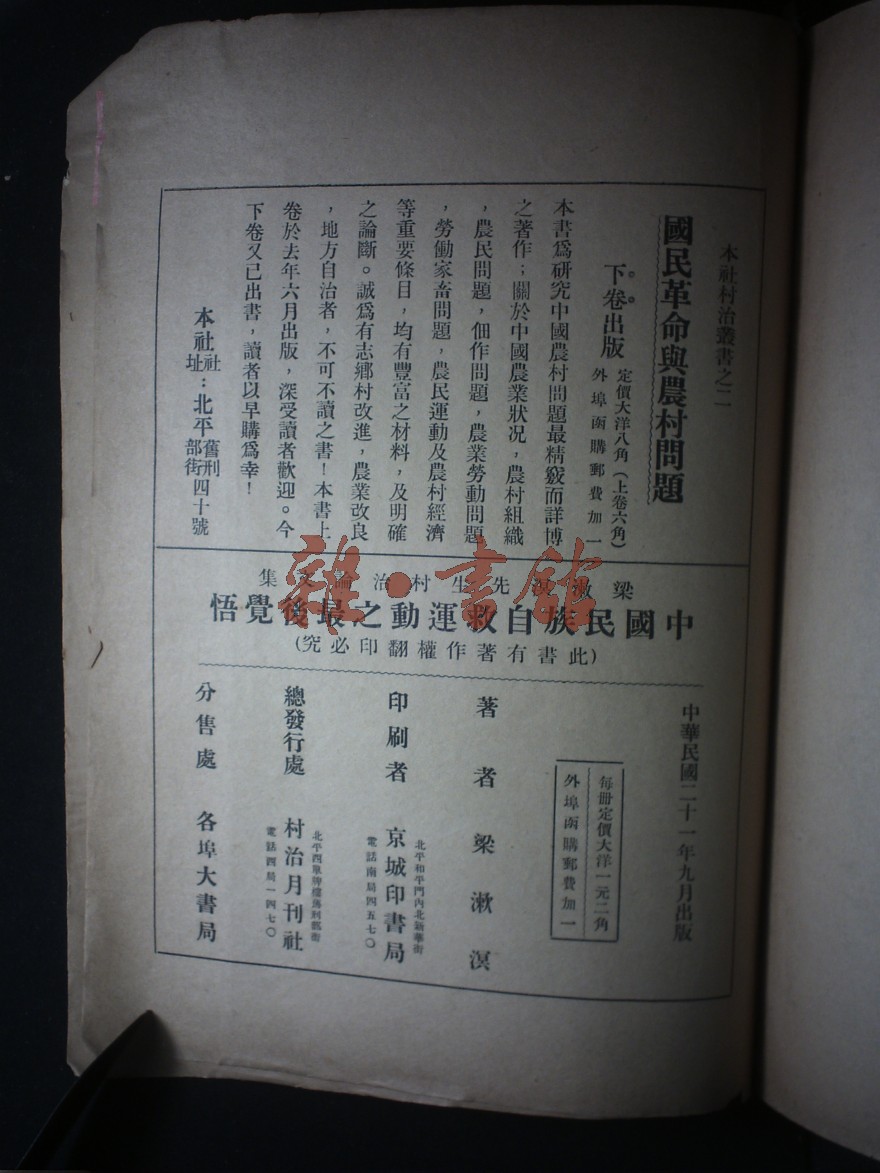 本社村治叢書之二
國民革命與農村問題
下卷出版
定價大洋八角（上卷六角）
外埠函購郵費加一
本書爲研究中國農村問題最精竅而詳博
之著作；關於中國農業狀况，農村組織
，農民問題，佃作問題，農業勞動問題
，勞働家畜問題，農民運動及農村經濟
等重要條目，均有豐富之材料，及明確
之論斷。誠爲有志鄉村改進，農業改良
，地方自治者，不可不讀之書！本書上
卷於去年六月出版，深受讀者歡迎。今
下卷又已出書，讀者以早購爲幸！
本社社址：北平舊刑部街四十號
梁漱溟先生村治論文集
中國民族自救運動之最後覺悟
(此書有著作權翻印必究)
雜·書館
中華民國二十一年九月出版
每冊定價大洋一元二角
外埠函購郵費加一
著者 梁漱溟
印刷者 京城印書局
北平和平門內北新華街
電話南局四五七〇
總發行處 村治月刊社
北平西單牌樓舊刑部街
電話西局一四七〇
分售處 各埠大書局